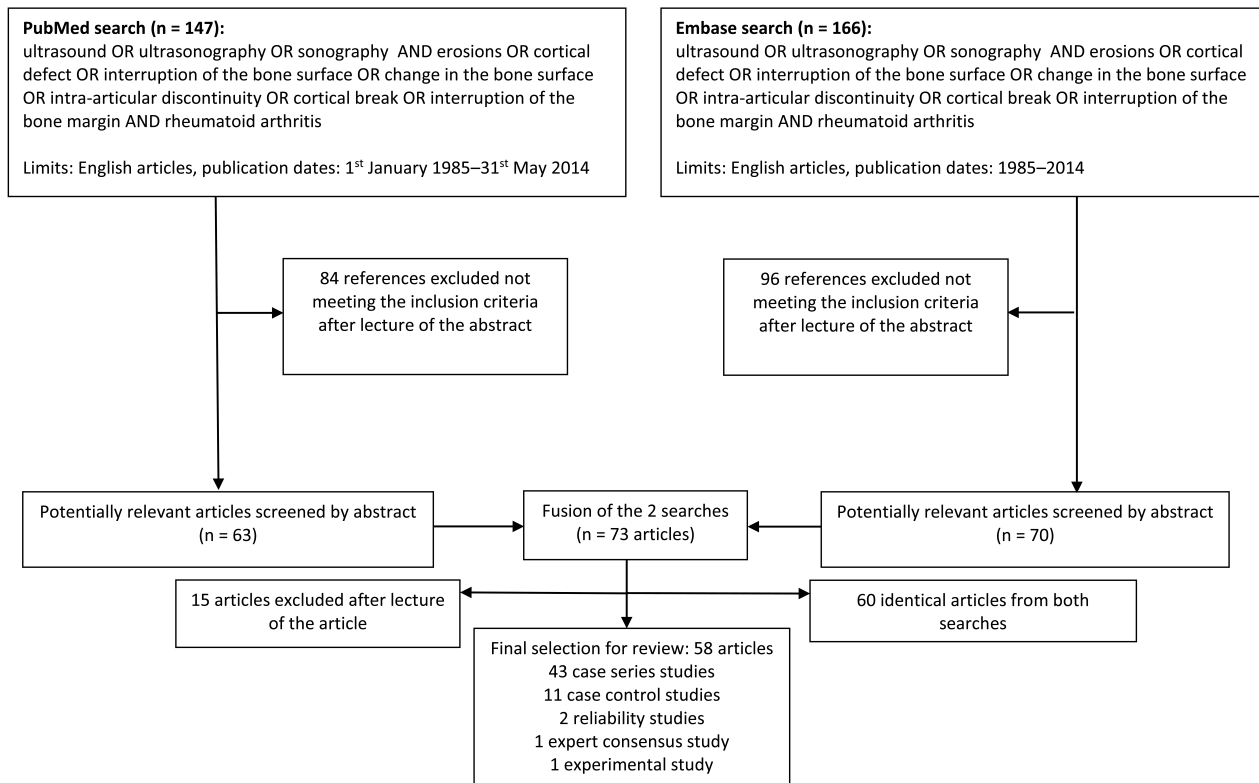 PubMed search (n = 147):
ultrasound OR ultrasonography OR sonography  AND erosions OR cortical
defect OR interruption of the bone surface OR change in the bone surface
OR intra-articular discontinuity OR cortical break OR interruption of the
bone margin AND rheumatoid arthritis
Limits: English articles, publication dates: 1st January 1985–31st May 2014
Embase search (n = 166):
ultrasound OR ultrasonography OR sonography  AND erosions OR cortical
defect OR interruption of the bone surface OR change in the bone surface
OR intra-articular discontinuity OR cortical break OR interruption of the
bone margin AND rheumatoid arthritis
Limits: English articles, publication dates: 1985–2014
84 references excluded not
meeting the inclusion criteria
after lecture of the abstract
96 references excluded not
meeting the inclusion criteria
after lecture of the abstract
Potentially relevant articles screened by abstract
(n = 63)
Fusion of the 2 searches
(n = 73 articles)
Potentially relevant articles screened by abstract
(n = 70)
15 articles excluded after lecture
of the article
60 identical articles from both
searches
Final selection for review: 58 articles
43 case series studies
11 case control studies
2 reliability studies
1 expert consensus study
1 experimental study